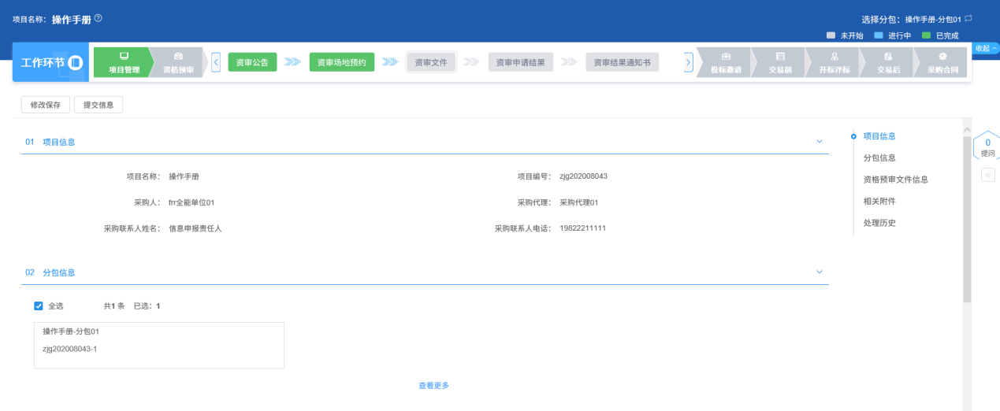 项目名称：操作手册
选择分包：操作手册-分包01
未开始 进行中 已完成
工作环节
项目管理
资格预审
资审公告
资审场地预约
资审文件
资审申请结果
资审结果通知书
投标邀请
交易前
开标评标
交易后
采购合同
收起
修改保存 提交信息
01 项目信息
项目名称： 操作手册
项目编号： zjg202008043
采购人： frr全能单位01
采购代理： 采购代理01
采购联系人姓名： 信息申报责任人
采购联系人电话： 19822211111
02 分包信息
全选 共1 条 已选：1
操作手册-分包01
zjg202008043-1
查看更多
项目信息
分包信息
资格预审文件信息
相关附件
处理历史
0
提问